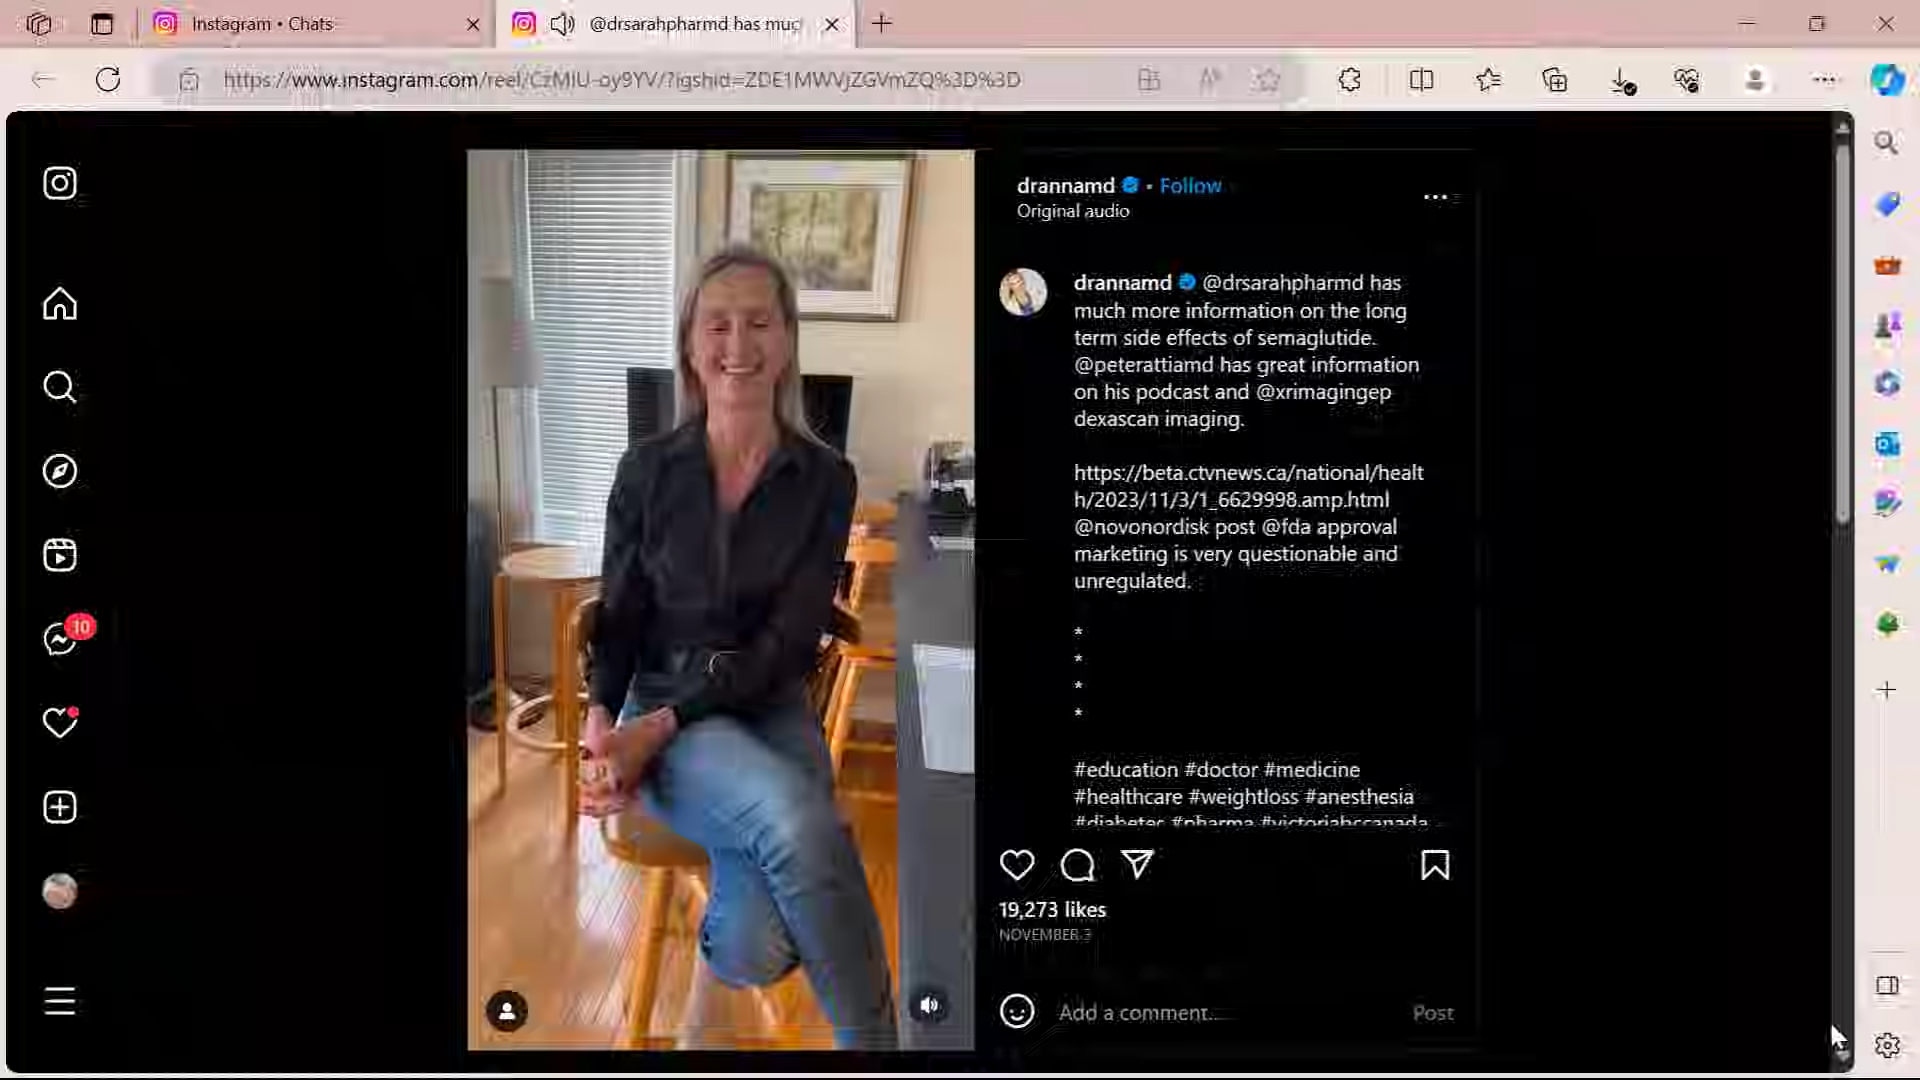 Instagram • Chats
@drsarahpharmd has muc
https://www.instagram.com/reel/CzMIU-oy9YV/?igshid=ZDE1MWVjZGVmZQ%3D%3D
drannamd • Follow
Original audio
drannamd @drsarahpharmd has
much more information on the long
term side effects of semaglutide.
@peterattiamd has great information
on his podcast and @xrimagingep
dexascan imaging.
https://beta.ctvnews.ca/national/healt
h/2023/11/3/1_6629998.amp.html
@novonordisk post @fda approval
marketing is very questionable and
unregulated.
*
*
*
*
#education #doctor #medicine
#healthcare #weightloss #anesthesia
#diabetes #pharma #victoriabccanada
10
19,273 likes
NOVEMBER 3
Add a comment...
Post